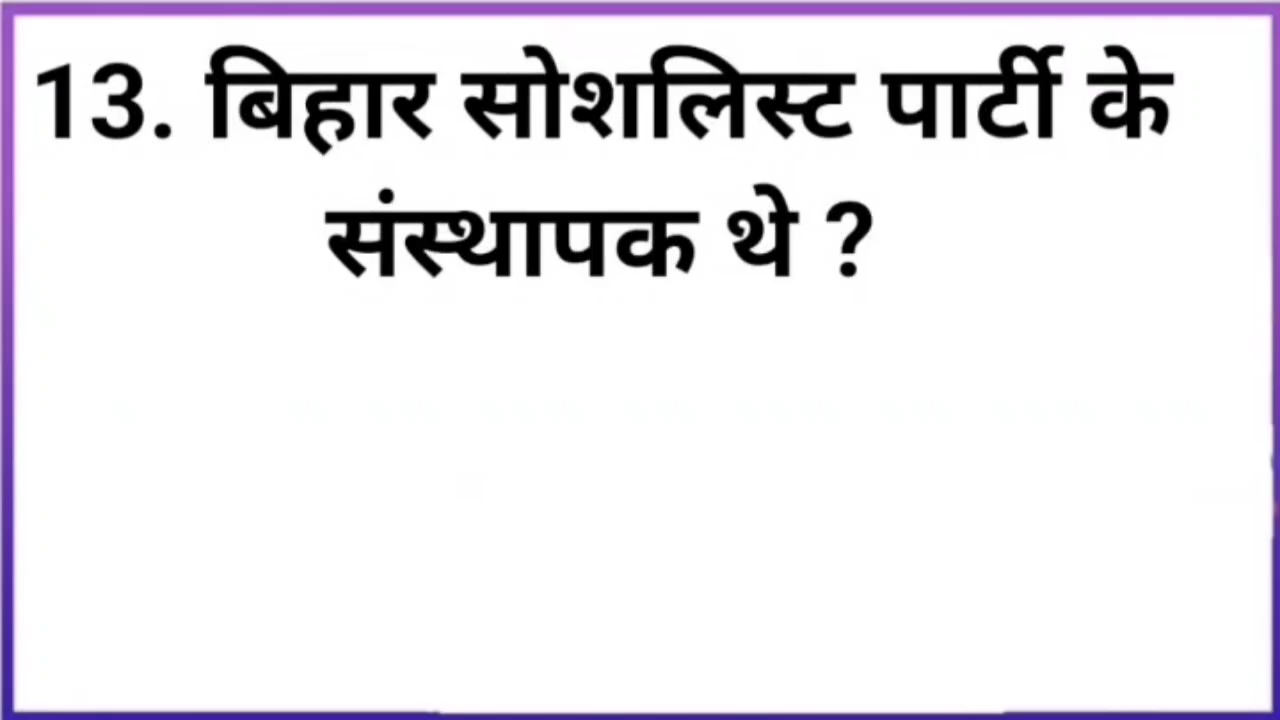 13. बिहार सोशलिस्ट पार्टी के
संस्थापक थे ?